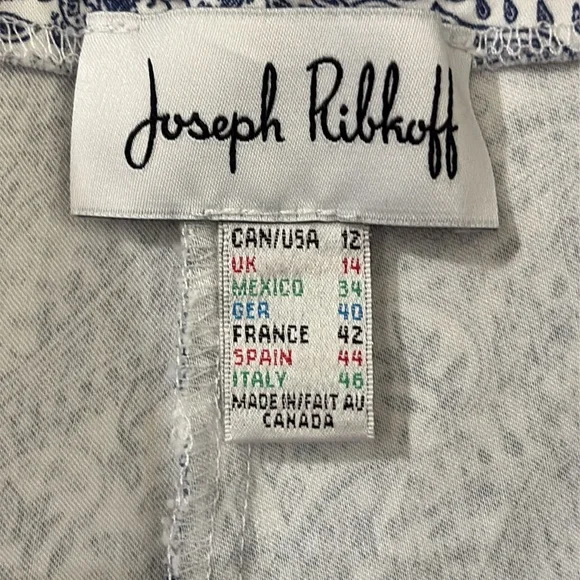 Joseph Ribkoff
CAN/USA 12
UK 14
MEXICO 34
GER 40
FRANCE 42
SPAIN 44
ITALY 46
MADE IN/FAIT AU
CANADA